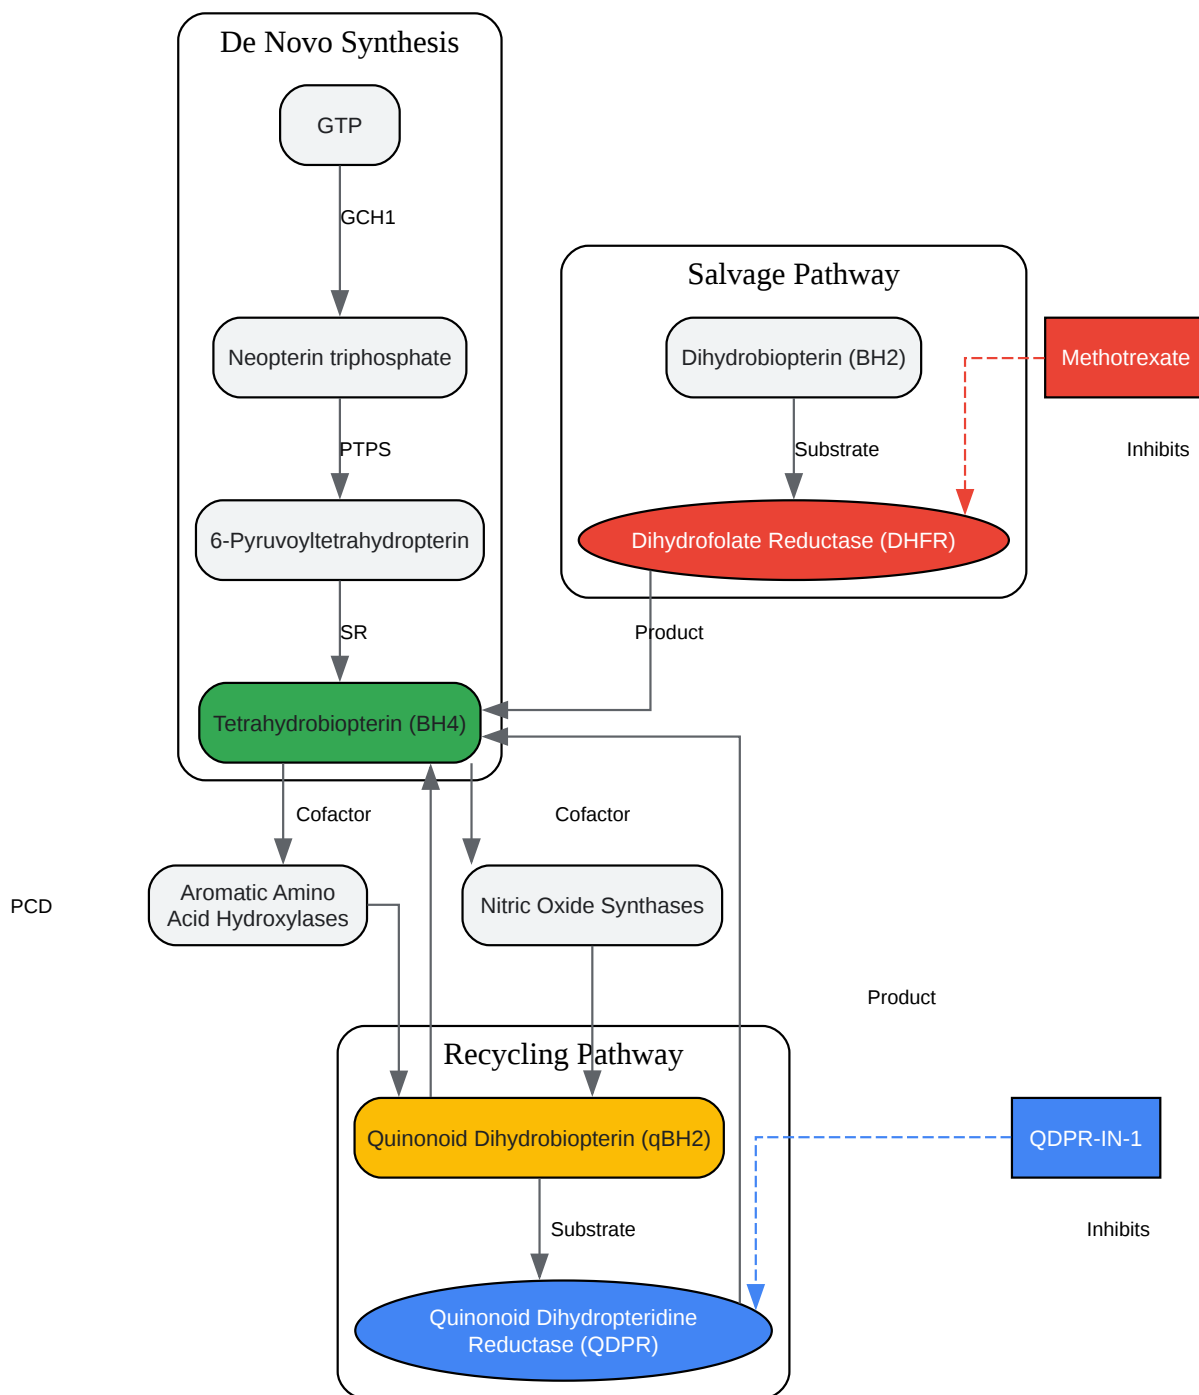 De Novo Synthesis
GTP
GCH1
Neopterin triphosphate
PTPS
6-Pyruvoyltetrahydropterin
SR
Tetrahydrobiopterin (BH4)
Salvage Pathway
Dihydrobiopterin (BH2)
Substrate
Dihydrofolate Reductase (DHFR)
Product
Methotrexate
Inhibits
Cofactor
Cofactor
PCD
Aromatic Amino
Acid Hydroxylases
Nitric Oxide Synthases
Product
Recycling Pathway
Quinonoid Dihydrobiopterin (qBH2)
QDPR-IN-1
Substrate
Inhibits
Quinonoid Dihydropteridine
Reductase (QDPR)